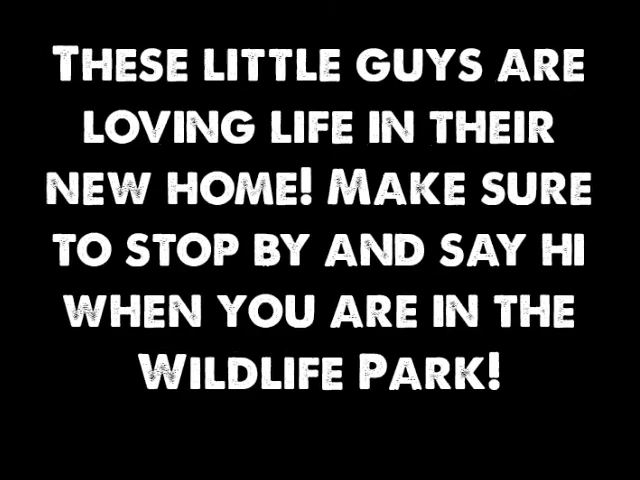 These little guys are
loving life in their
new home! Make sure
to stop by and say hi
when you are in the
Wildlife Park!